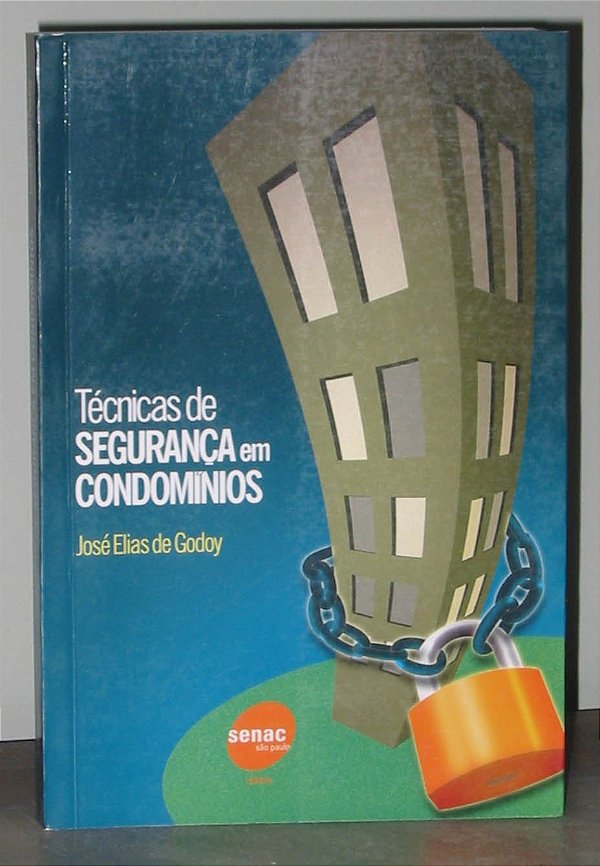 Técnicas de
SEGURANÇA em
CONDOMÍNIOS
José Elias de Godoy
senac
são paulo